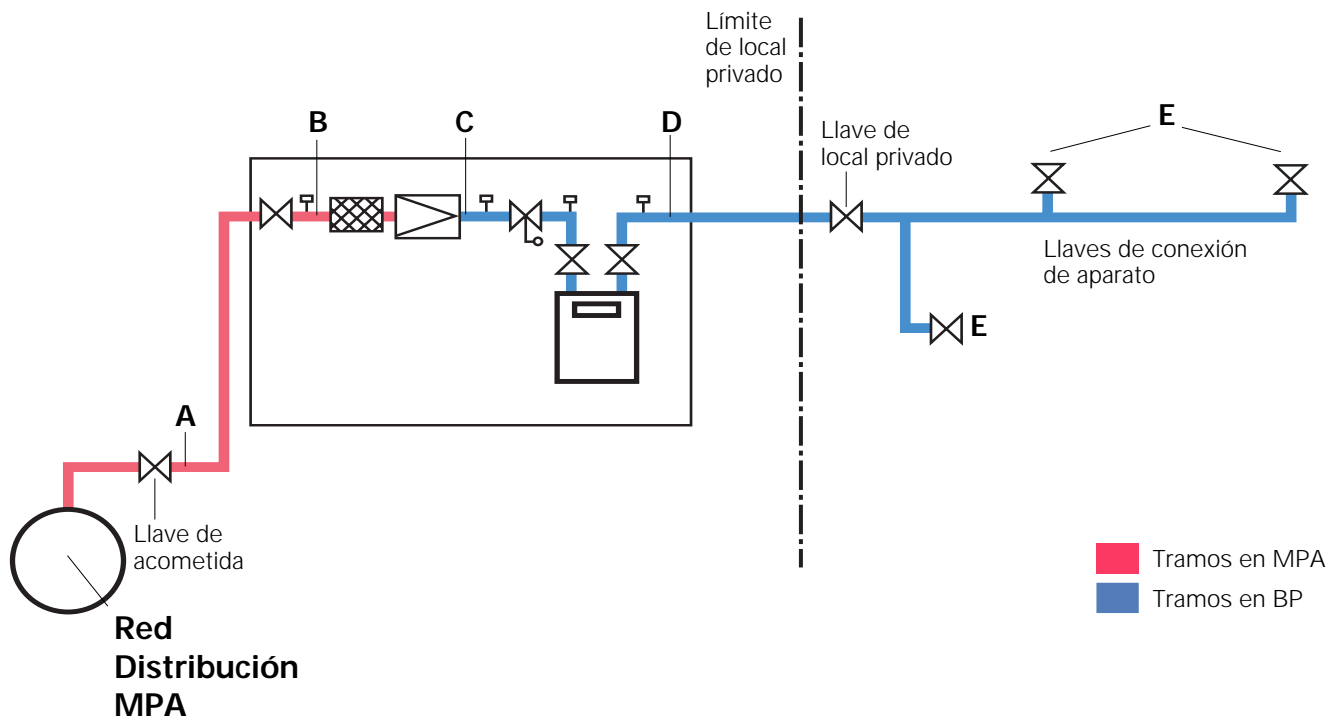 Límite
de local
privado
B
C
D
Llave de
local privado
E
Llaves de conexión
de aparato
E
A
Llave de
acometida
Red
Distribución
MPA
Tramos en MPA
Tramos en BP